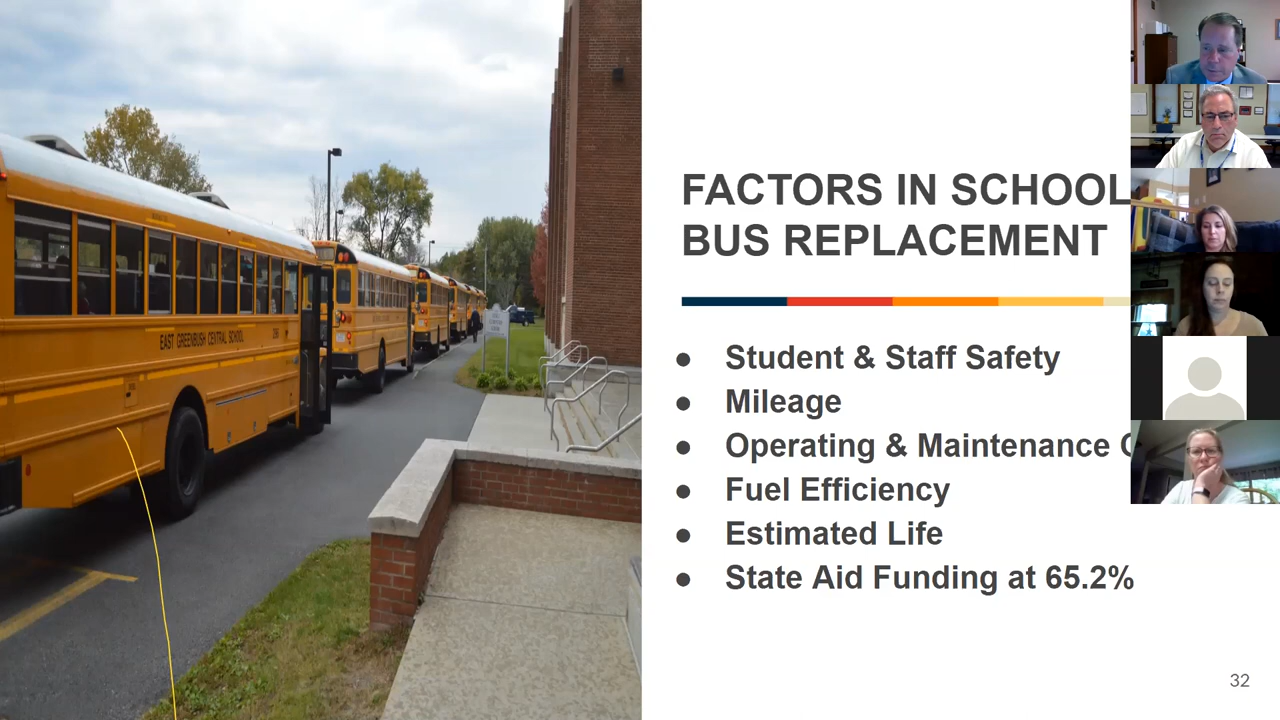 EAST GREENBUSH CENTRAL SCHOOL
FACTORS IN SCHOOL
BUS REPLACEMENT
● Student & Staff Safety
● Mileage
● Operating & Maintenance
● Fuel Efficiency
● Estimated Life
● State Aid Funding at 65.2%
32